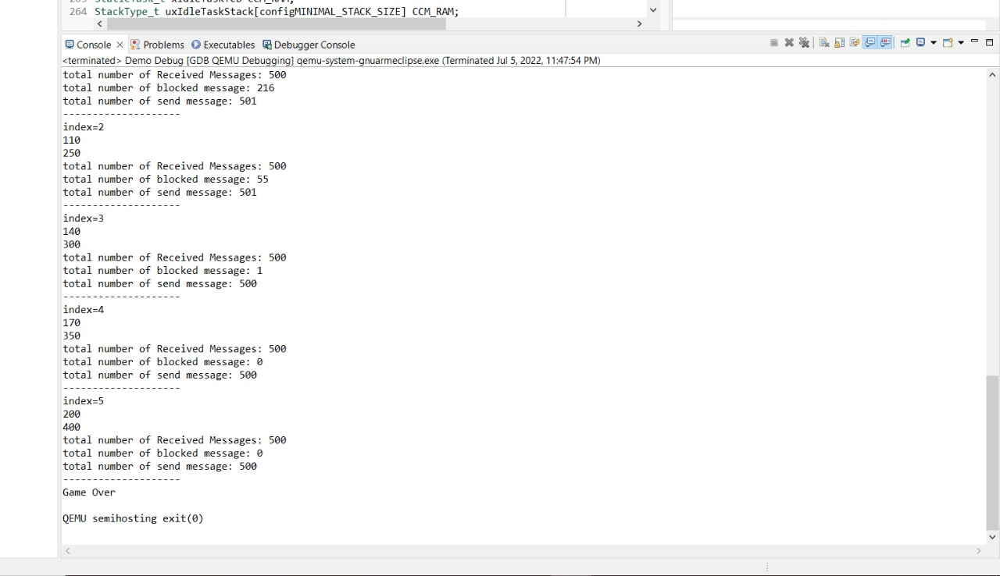 264 StackType_t uxIdleTaskStack[configMINIMAL_STACK_SIZE] CCM_RAM;
Console Problems Executables Debugger Console
<terminated> Demo Debug [GDB QEMU Debugging] qemu-system-gnuarmeclipse.exe (Terminated Jul 5, 2022, 11:47:54 PM)
total number of Received Messages: 500
total number of blocked message: 216
total number of send message: 501
--------------------
index=2
110
250
total number of Received Messages: 500
total number of blocked message: 55
total number of send message: 501
--------------------
index=3
140
300
total number of Received Messages: 500
total number of blocked message: 1
total number of send message: 500
--------------------
index=4
170
350
total number of Received Messages: 500
total number of blocked message: 0
total number of send message: 500
--------------------
index=5
200
400
total number of Received Messages: 500
total number of blocked message: 0
total number of send message: 500
--------------------
Game Over
QEMU semihosting exit(0)